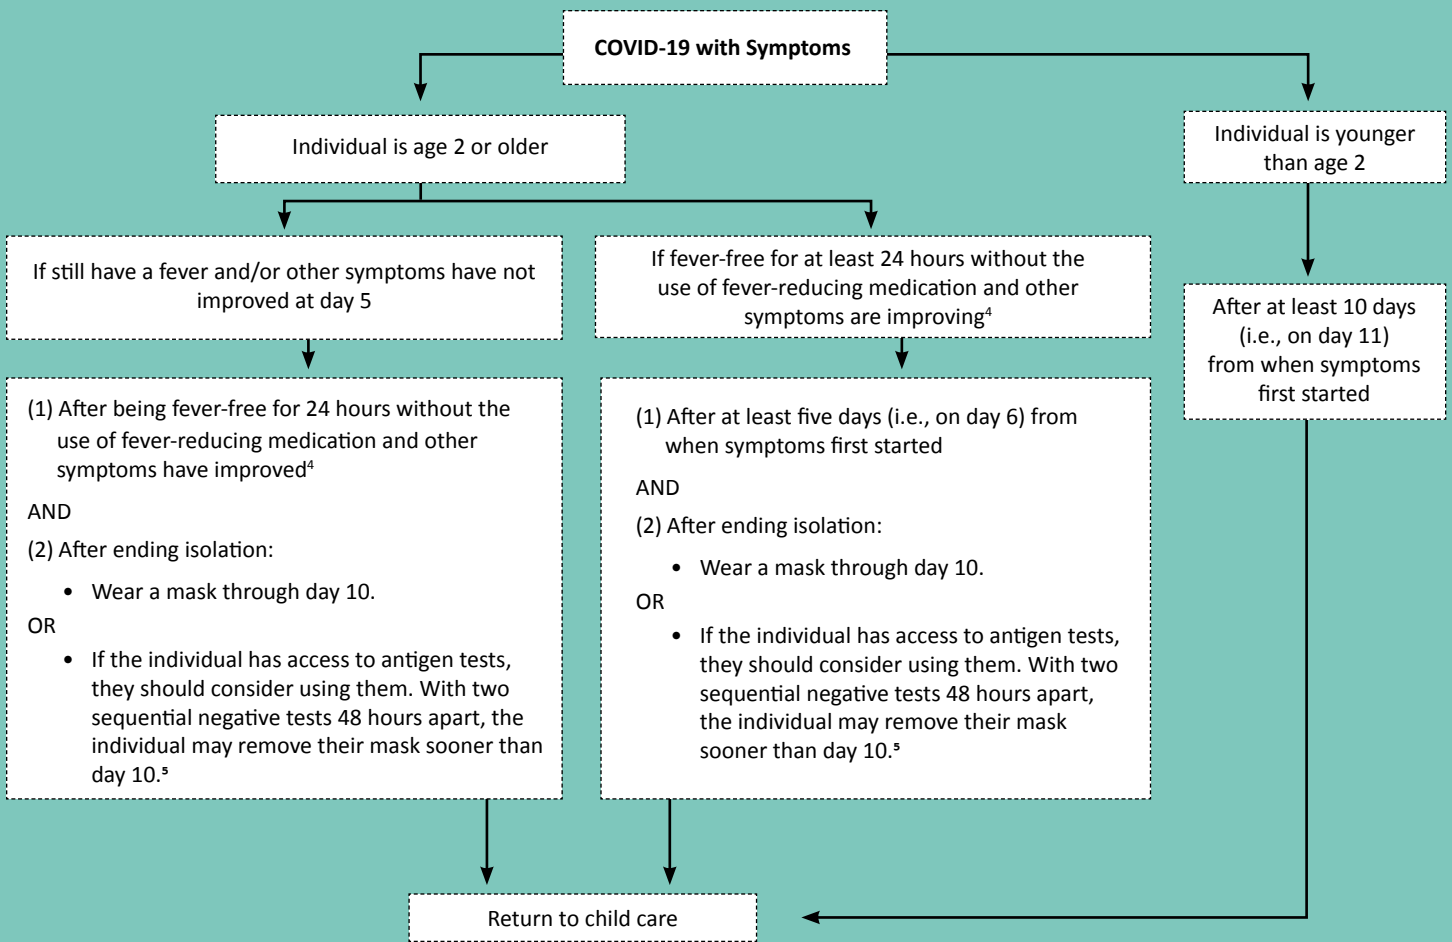 COVID-19 with Symptoms
Individual is age 2 or older
Individual is younger
than age 2
If still have a fever and/or other symptoms have not
improved at day 5
If fever-free for at least 24 hours without the
use of fever-reducing medication and other
symptoms are improving⁴
After at least 10 days
(i.e., on day 11)
from when symptoms
first started
(1) After being fever-free for 24 hours without the
use of fever-reducing medication and other
symptoms have improved⁴
AND
(2) After ending isolation:
• Wear a mask through day 10.
OR
• If the individual has access to antigen tests,
they should consider using them. With two
sequential negative tests 48 hours apart, the
individual may remove their mask sooner than
day 10.⁵
(1) After at least five days (i.e., on day 6) from
when symptoms first started
AND
(2) After ending isolation:
• Wear a mask through day 10.
OR
• If the individual has access to antigen tests,
they should consider using them. With two
sequential negative tests 48 hours apart,
the individual may remove their mask
sooner than day 10.⁵
Return to child care